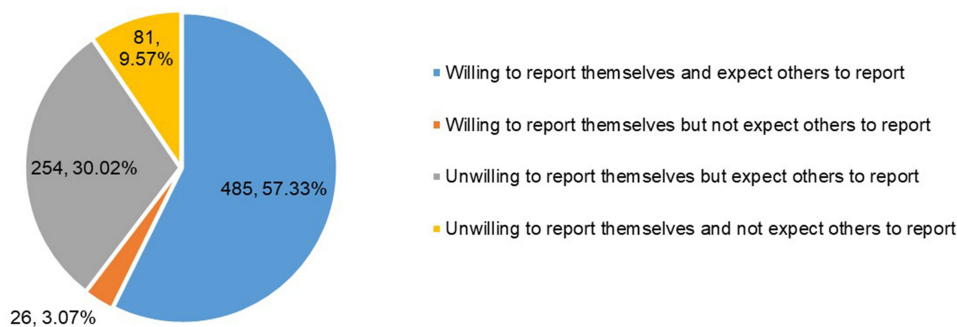 81,
9.57%
254, 30.02%
485, 57.33%
26, 3.07%
Willing to report themselves and expect others to report
Willing to report themselves but not expect others to report
Unwilling to report themselves but expect others to report
Unwilling to report themselves and not expect others to report